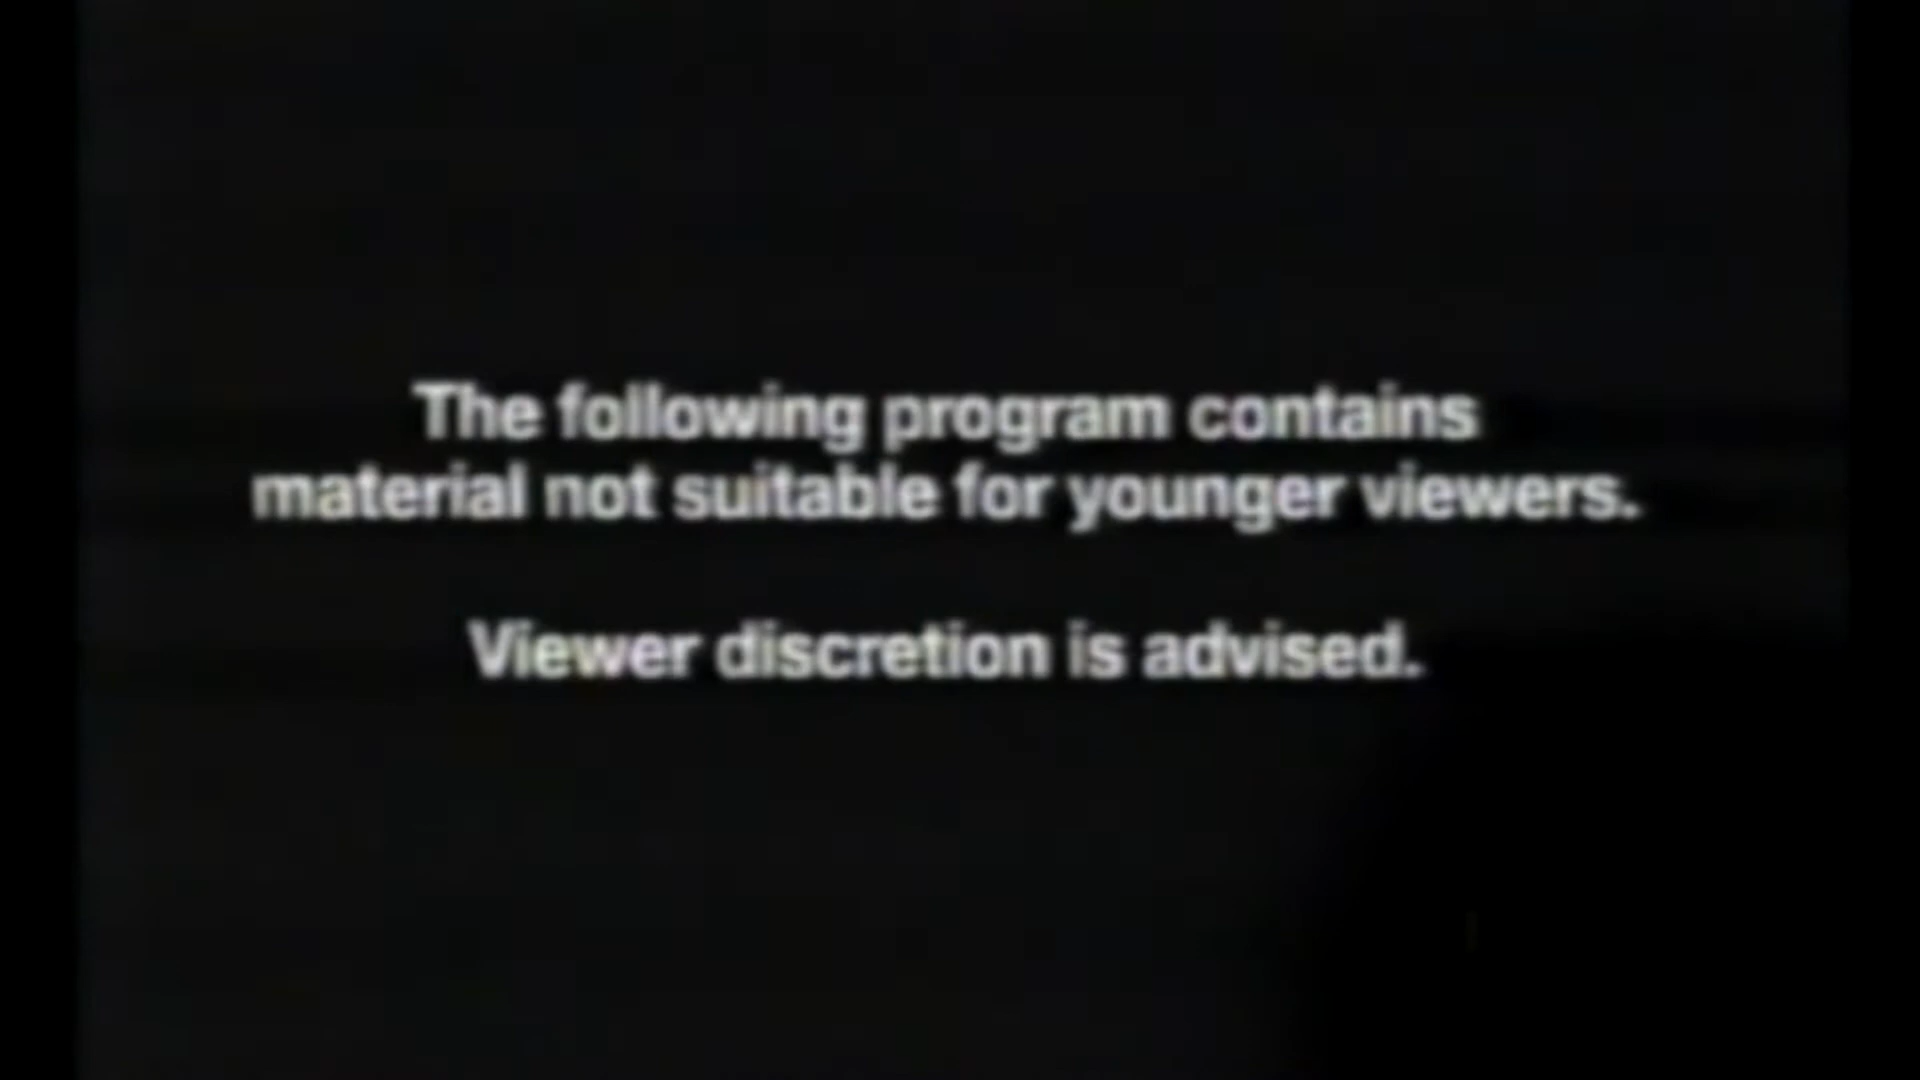 The following program contains
material not suitable for younger viewers.
Viewer discretion is advised.